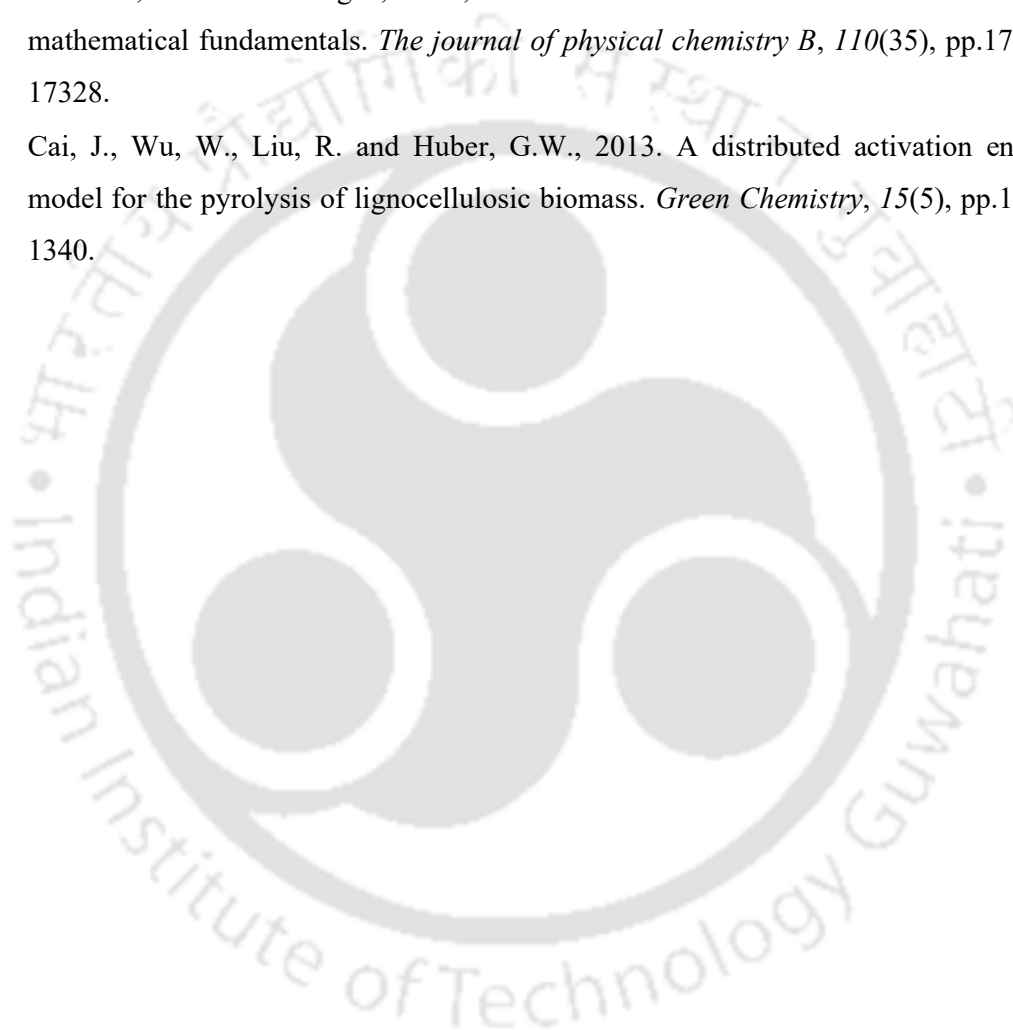 mathematical fundamentals. The journal of physical chemistry B, 110(35), pp.17
17328.
Cai, J., Wu, W., Liu, R. and Huber, G.W., 2013. A distributed activation en
model for the pyrolysis of lignocellulosic biomass. Green Chemistry, 15(5), pp.1
1340.
भारतीय प्रौद्योगिकी संस्थान गुवाहाटी
Indian Institute of Technology Guwahati